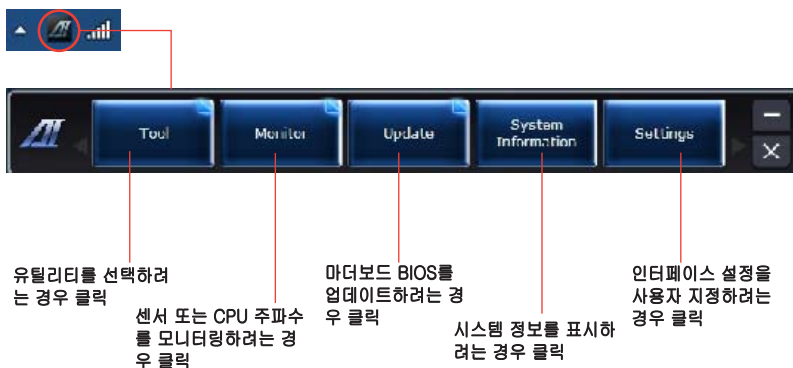 Tool
Monitor
Update
System
Information
Settings
유틸리티를 선택하려
는 경우 클릭
센서 또는 CPU 주파수
를 모니터링하려는 경
우 클릭
마더보드 BIOS를
업데이트하려는 경
우 클릭
시스템 정보를 표시하
려는 경우 클릭
인터페이스 설정을
사용자 지정하려는
경우 클릭